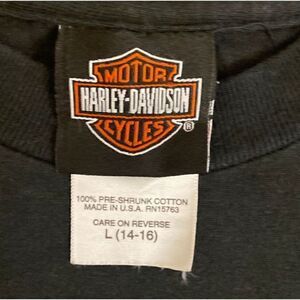 MOTOR
HARLEY-DAVIDSON
CYCLES
®
100% PRE-SHRUNK COTTON
MADE IN U.S.A. RN15763
CARE ON REVERSE
L (14-16)